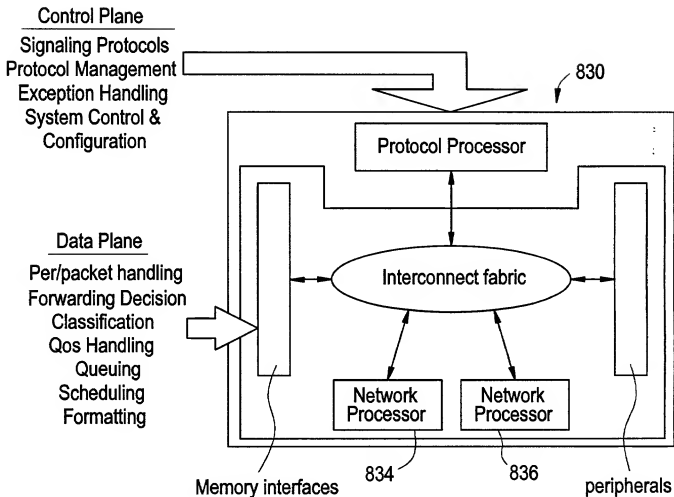 Control Plane
Signaling Protocols
Protocol Management
Exception Handling
System Control &
Configuration
830
Protocol Processor
Data Plane
Per/packet handling
Forwarding Decision
Classification
Qos Handling
Queuing
Scheduling
Formatting
Interconnect fabric
Network
Processor
Network
Processor
834
836
Memory interfaces
peripherals